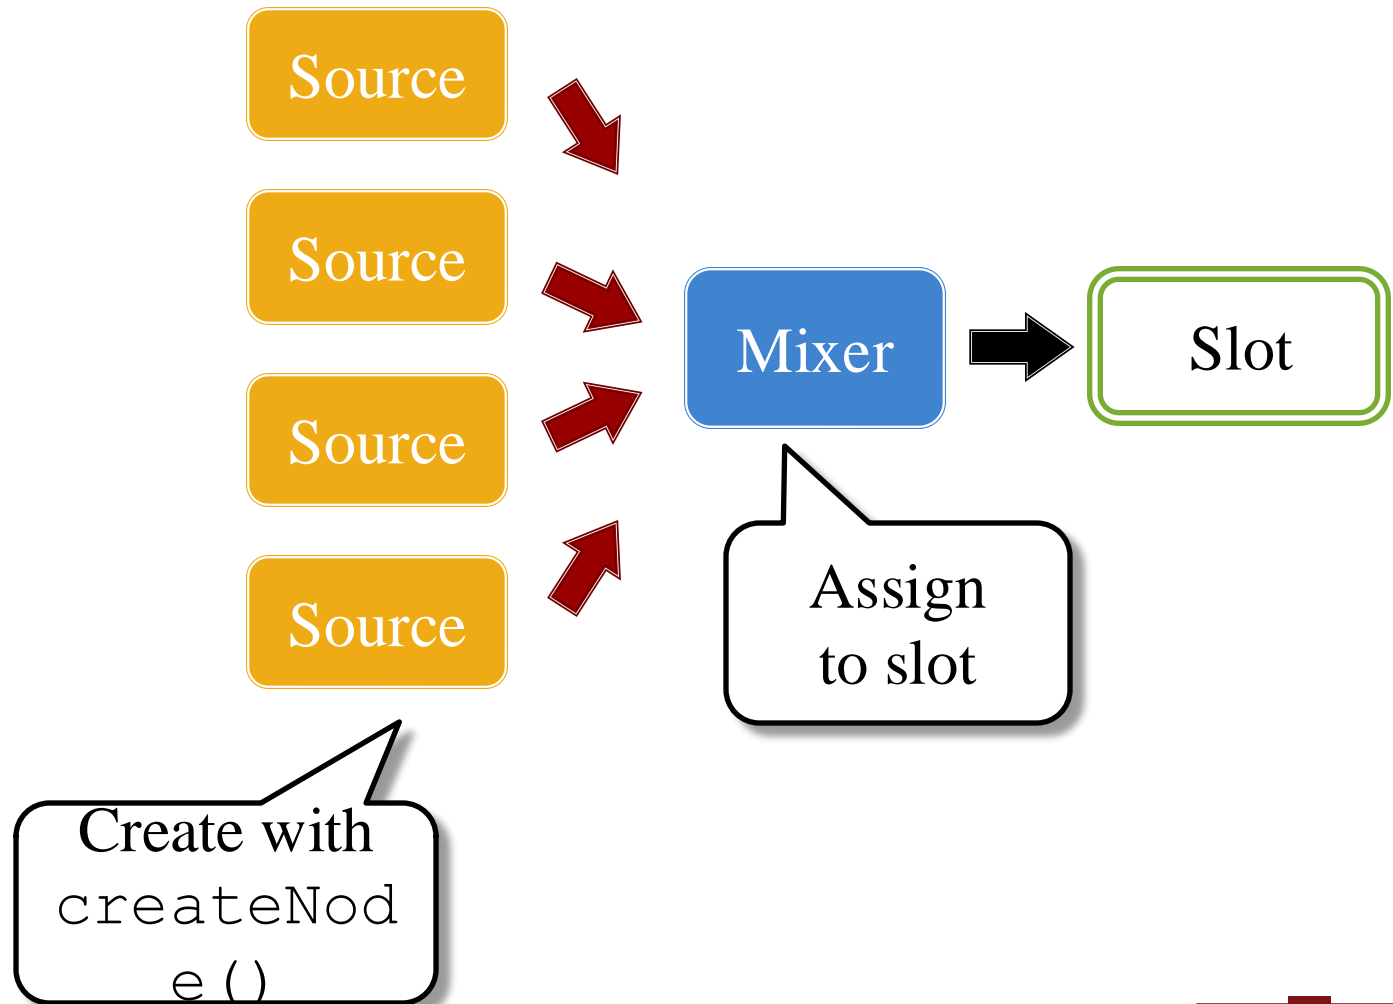 Source
Source
Source
Source
Mixer
Slot
Assign
to slot
Create with
createNod
e()